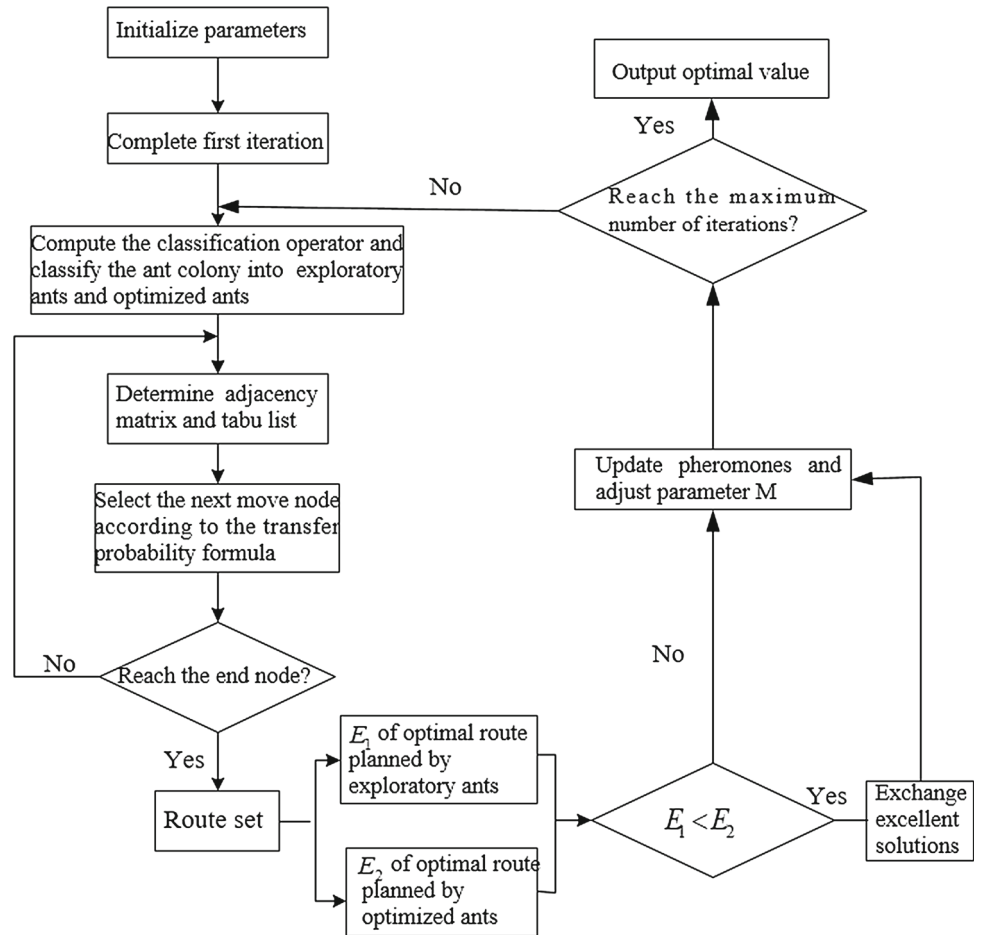 Initialize parameters
Complete first iteration
Compute the classification operator and
classify the ant colony into exploratory
ants and optimized ants
Determine adjacency
matrix and tabu list
Select the next move node
according to the transfer
probability formula
Reach the end node?
No
Yes
Route set
E₁ of optimal route
planned by
exploratory ants
E₂ of optimal route
planned by
optimized ants
E₁ < E₂
Yes
Exchange
excellent
solutions
No
Update pheromones and
adjust parameter M
Reach the maximum
number of iterations?
No
Yes
Output optimal value